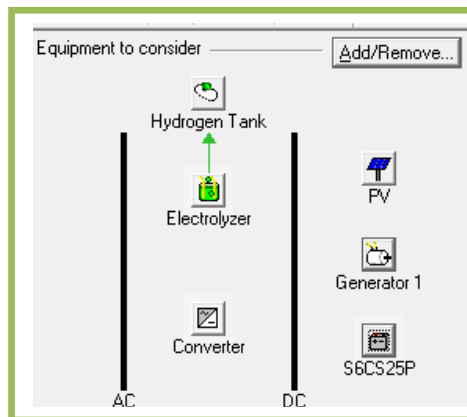 Equipment to consider
Add/Remove...
Hydrogen Tank
Electrolyzer
PV
Generator 1
Converter
S6CS25P
AC
DC